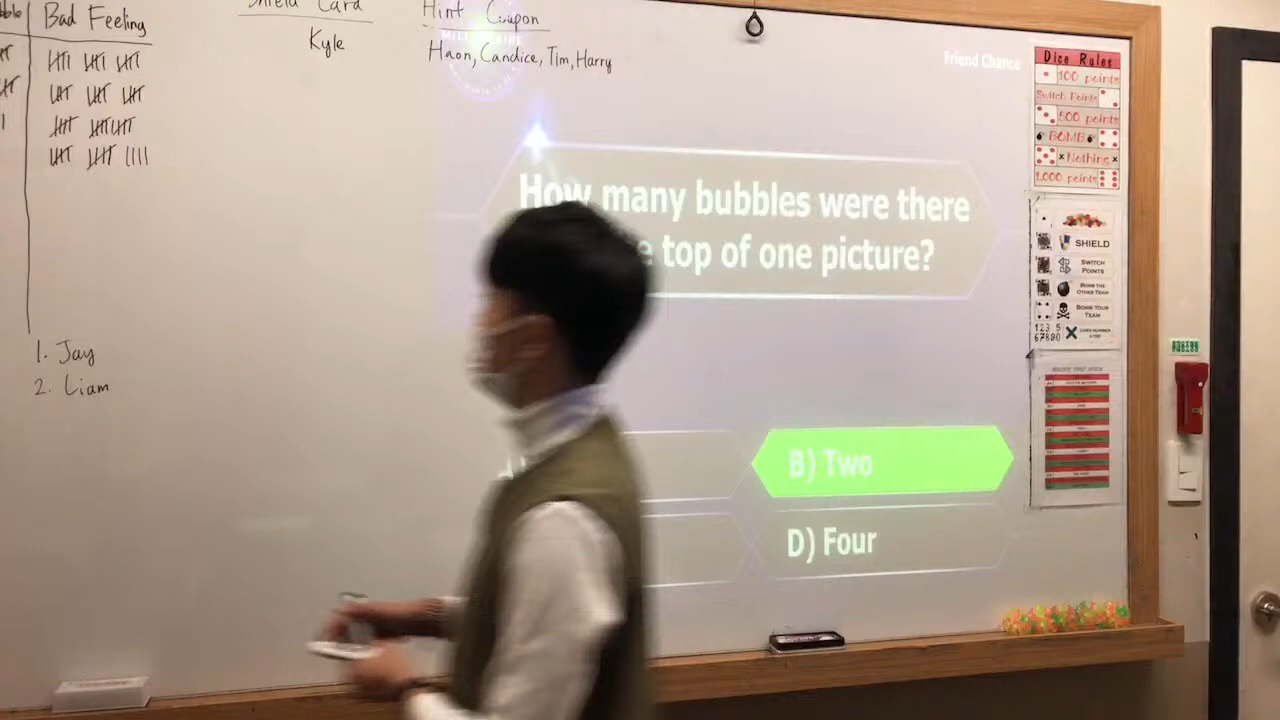 Bad Feeling
Shield Card
Kyle
Hint Coupon
Haon, Candice, Tim, Harry
1. Jay
2. Liam
Friend Chance
How many bubbles were there
top of one picture?
B) Two
D) Four
Dice Rules
100 points
Switch Points
500 points
BOMB
Nothing
1,000 points
SHIELD
SWITCH
POINTS
BOMB THE
OTHER TEAM
BOMB YOUR
TEAM